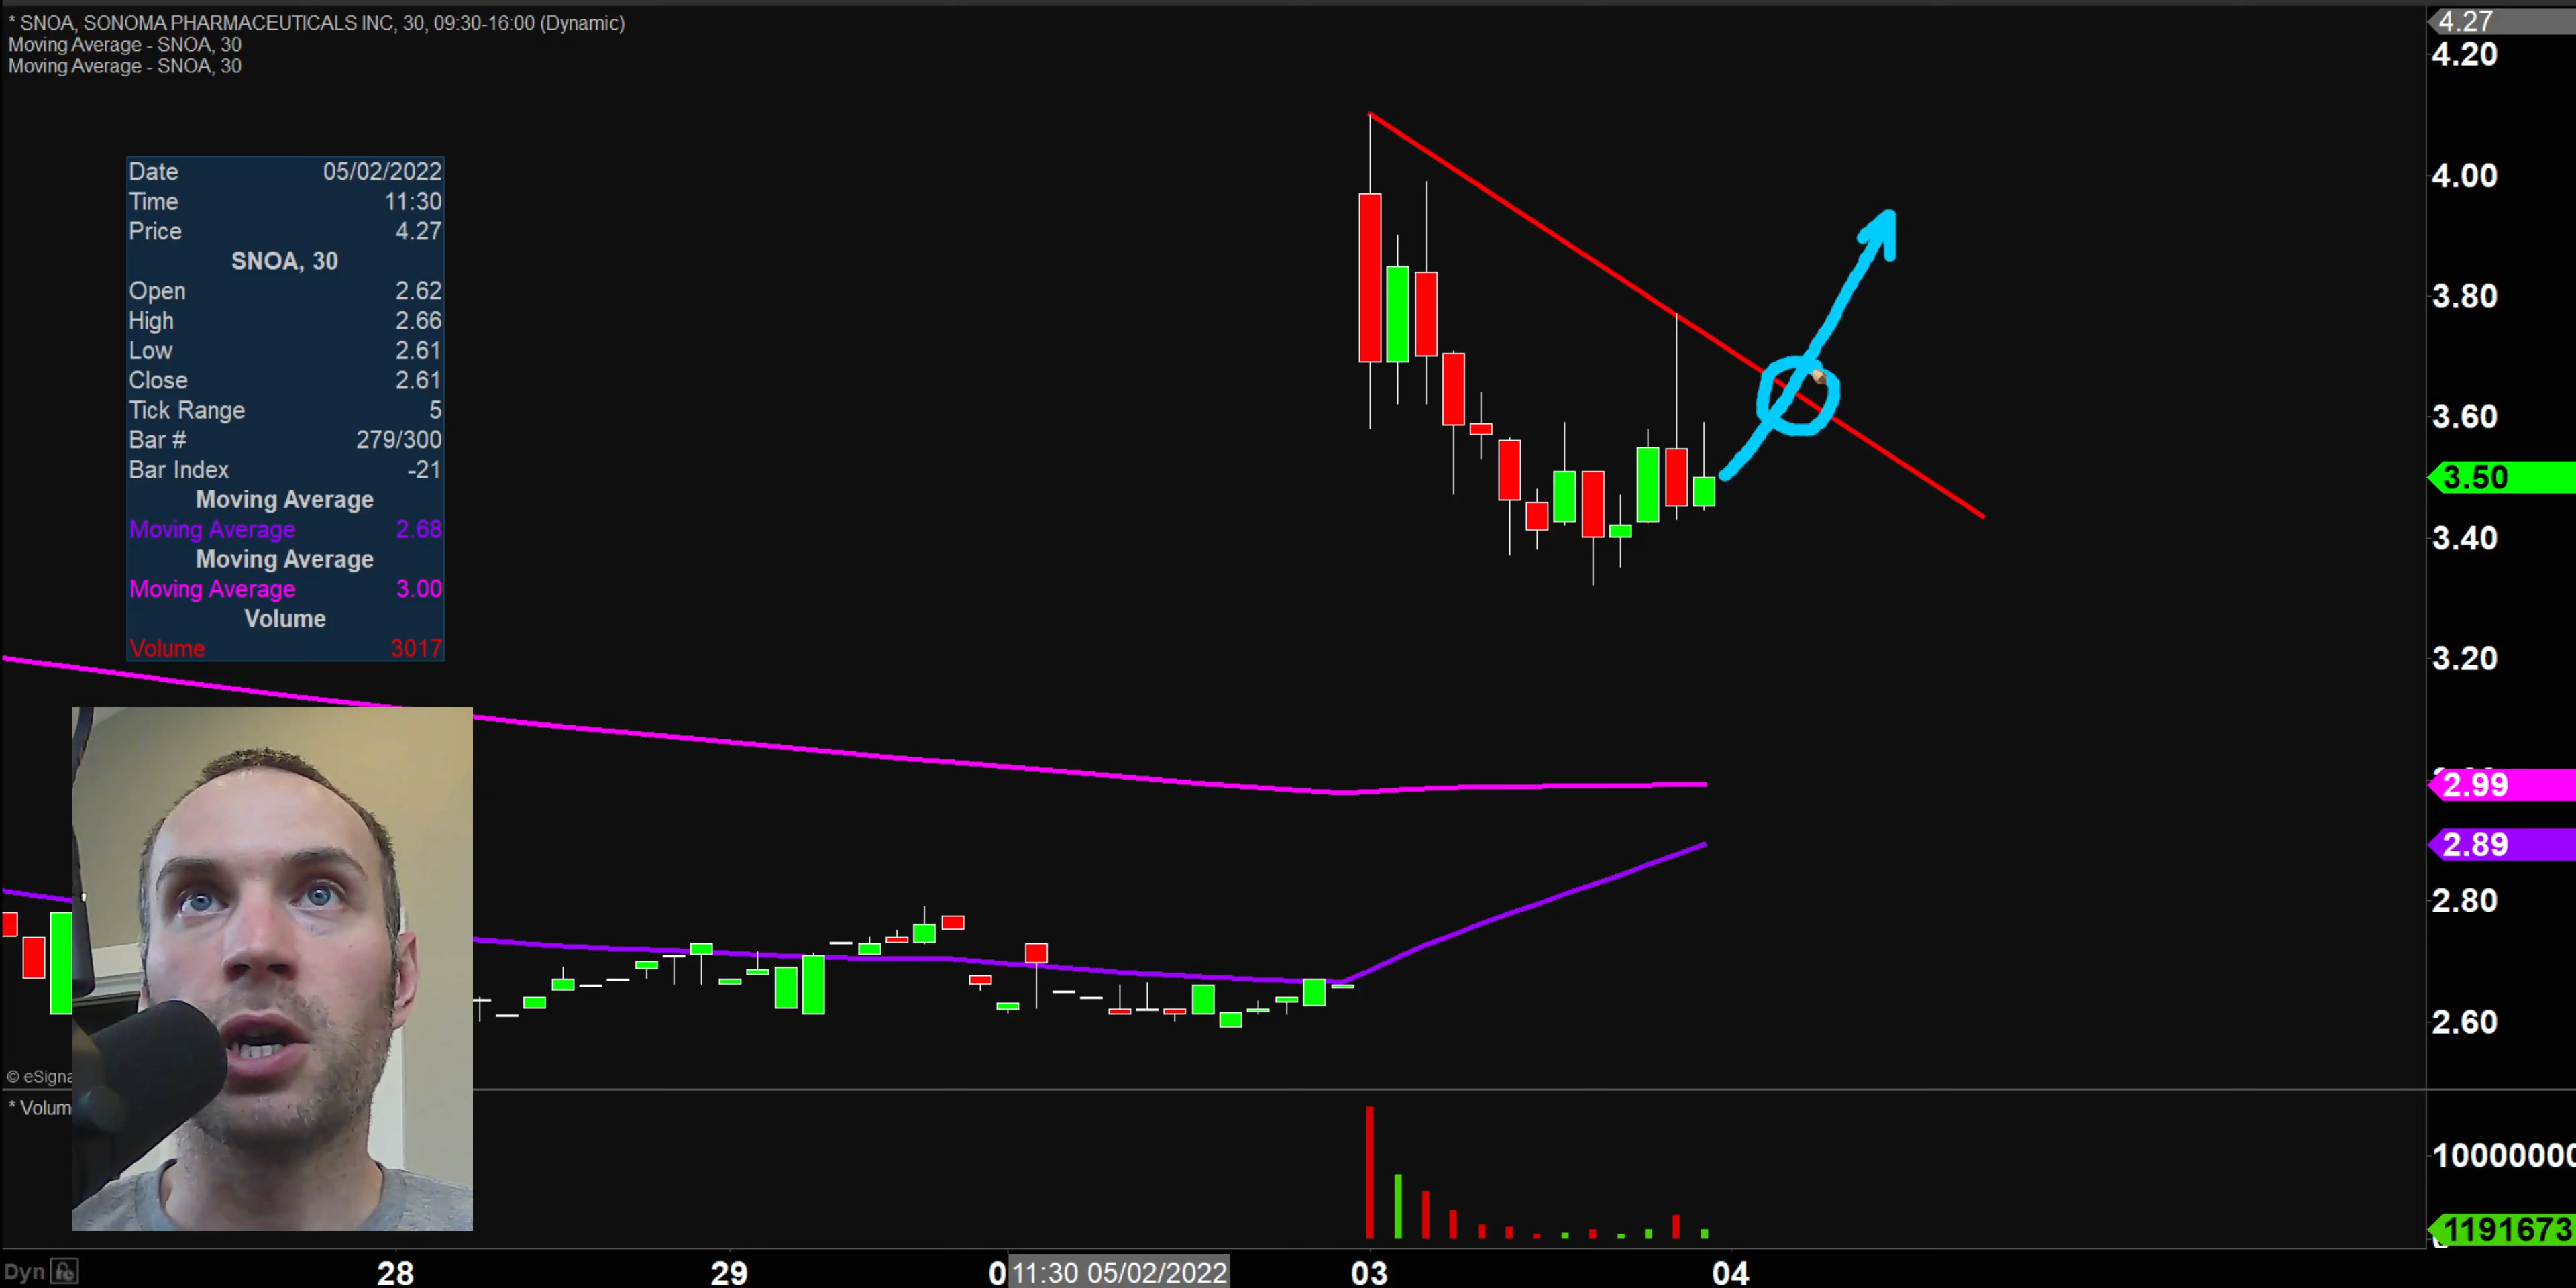 * SNOA, SONOMA PHARMACEUTICALS INC, 30, 09:30-16:00 (Dynamic)
Moving Average - SNOA, 30
Moving Average - SNOA, 30
4.27
4.20
4.00
3.80
3.60
3.50
3.40
3.20
2.99
2.89
2.80
2.60
Date 05/02/2022
Time 11:30
Price 4.27
SNOA, 30
Open 2.62
High 2.66
Low 2.61
Close 2.61
Tick Range 5
Bar # 279/300
Bar Index -21
Moving Average
Moving Average 2.68
Moving Average
Moving Average 3.00
Volume
Volume 3017
© eSigna
* Volum
10000000
1191673
Dyn
28 29 0 11:30 05/02/2022 03 04